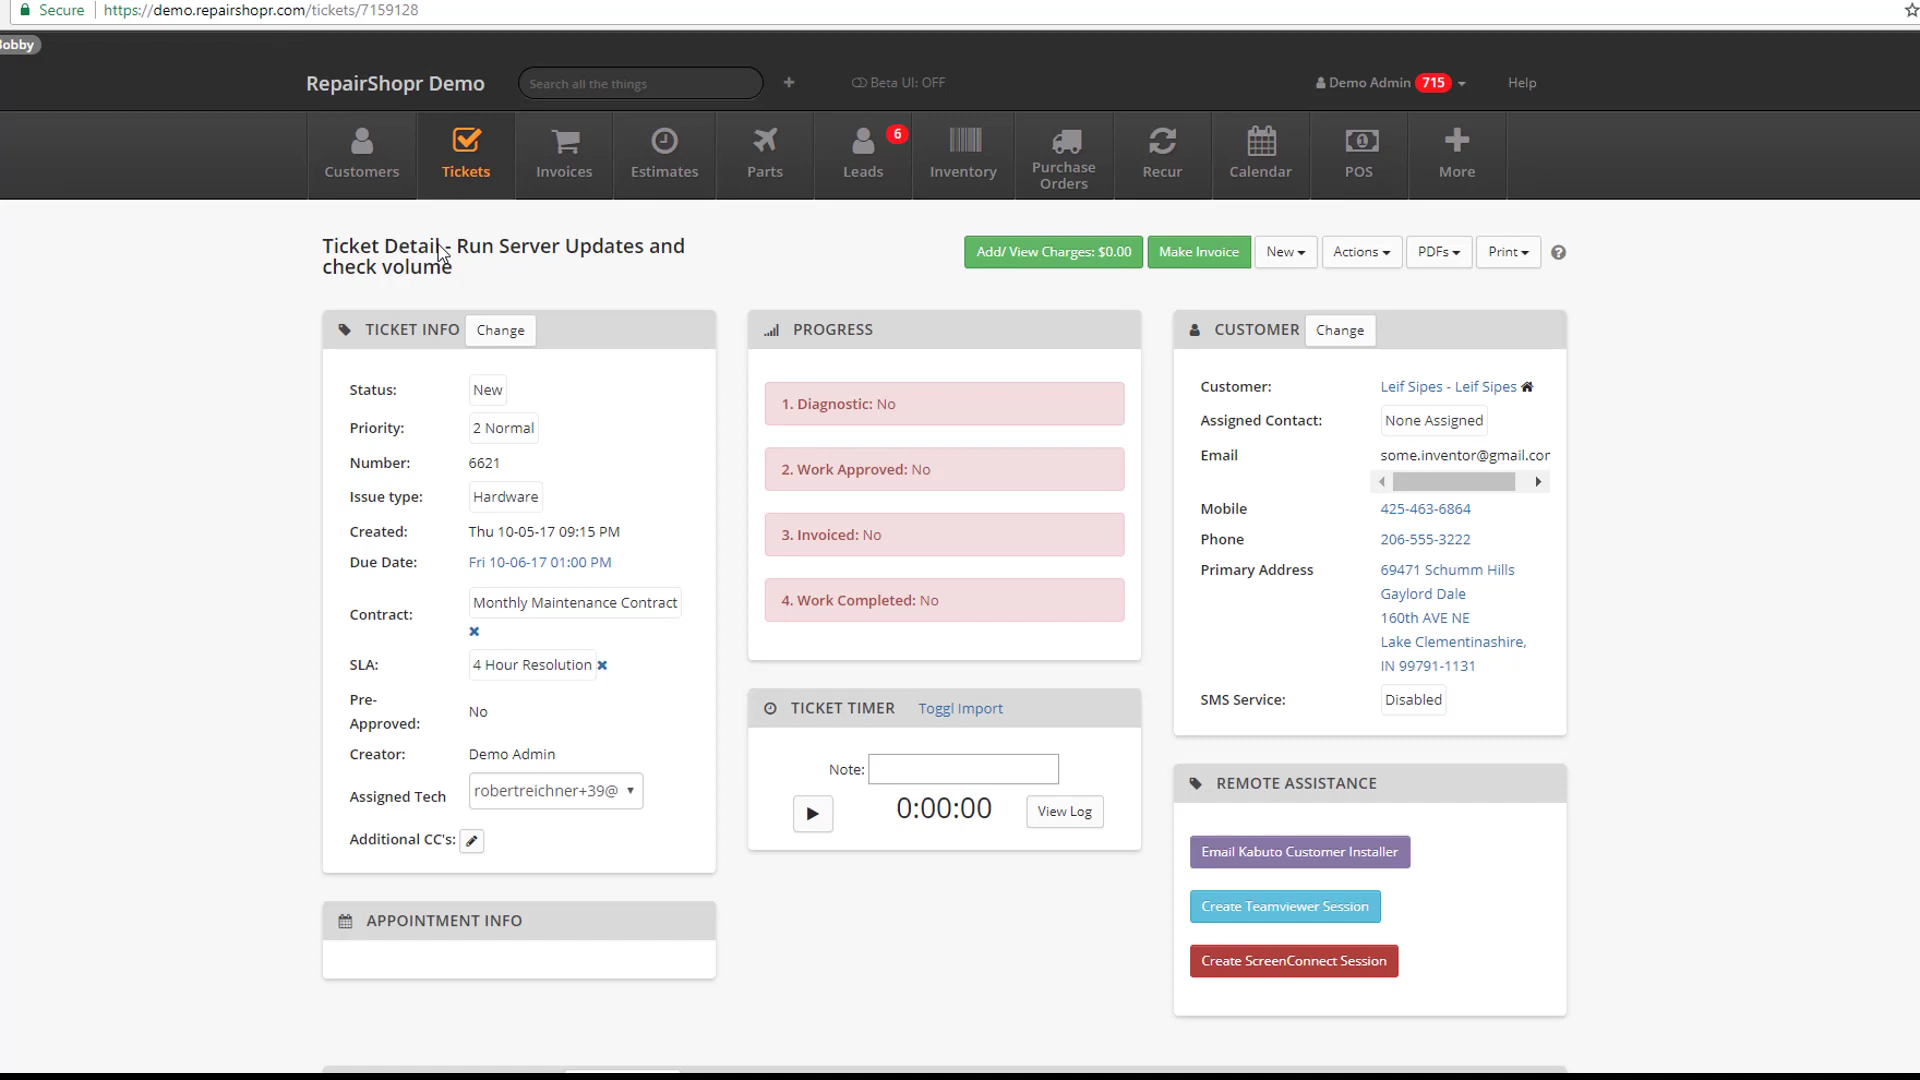 Secure
https://demo.repairshopr.com/tickets/7159128
Bobby
RepairShopr Demo
Search all the things
Beta UI: OFF
Demo Admin 715
Help
Customers
Tickets
Invoices
Estimates
Parts
Leads
6
Inventory
Purchase
Orders
Recur
Calendar
POS
More
Ticket Detail - Run Server Updates and
check volume
Add/ View Charges: $0.00
Make Invoice
New
Actions
PDFs
Print
TICKET INFO Change
Status: New
Priority: 2 Normal
Number: 6621
Issue type: Hardware
Created: Thu 10-05-17 09:15 PM
Due Date: Fri 10-06-17 01:00 PM
Contract: Monthly Maintenance Contract
SLA: 4 Hour Resolution
Pre-
Approved: No
Creator: Demo Admin
Assigned Tech robertreichner+39@
Additional CC's:
APPOINTMENT INFO
PROGRESS
1. Diagnostic: No
2. Work Approved: No
3. Invoiced: No
4. Work Completed: No
TICKET TIMER Toggl Import
Note:
0:00:00
View Log
CUSTOMER Change
Customer: Leif Sipes - Leif Sipes
Assigned Contact: None Assigned
Email some.inventor@gmail.cor
Mobile 425-463-6864
Phone 206-555-3222
Primary Address 69471 Schumm Hills
Gaylord Dale
160th AVE NE
Lake Clementinashire,
IN 99791-1131
SMS Service: Disabled
REMOTE ASSISTANCE
Email Kabuto Customer Installer
Create Teamviewer Session
Create ScreenConnect Session